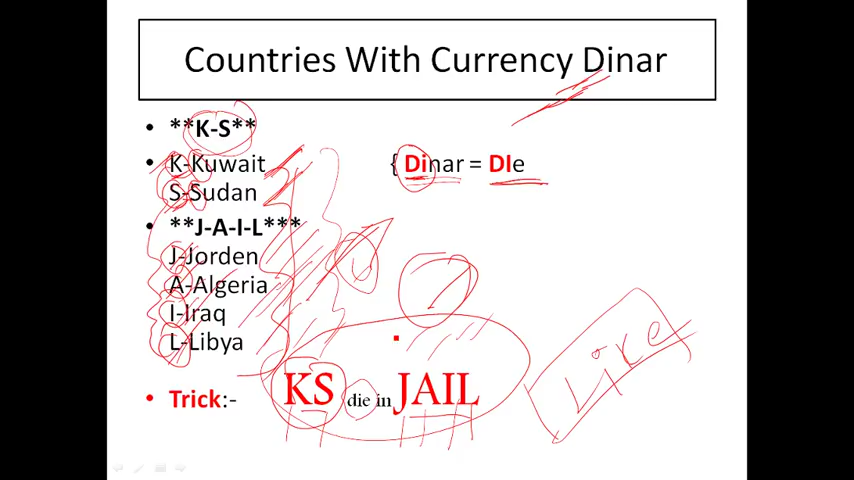 Countries With Currency Dinar
• **K-S**
• K-Kuwait { Dinar = DIe
S-Sudan
• **J-A-I-L***
J-Jorden
A-Algeria
I-Iraq
L-Libya
• Trick:- KS die in JAIL
Like